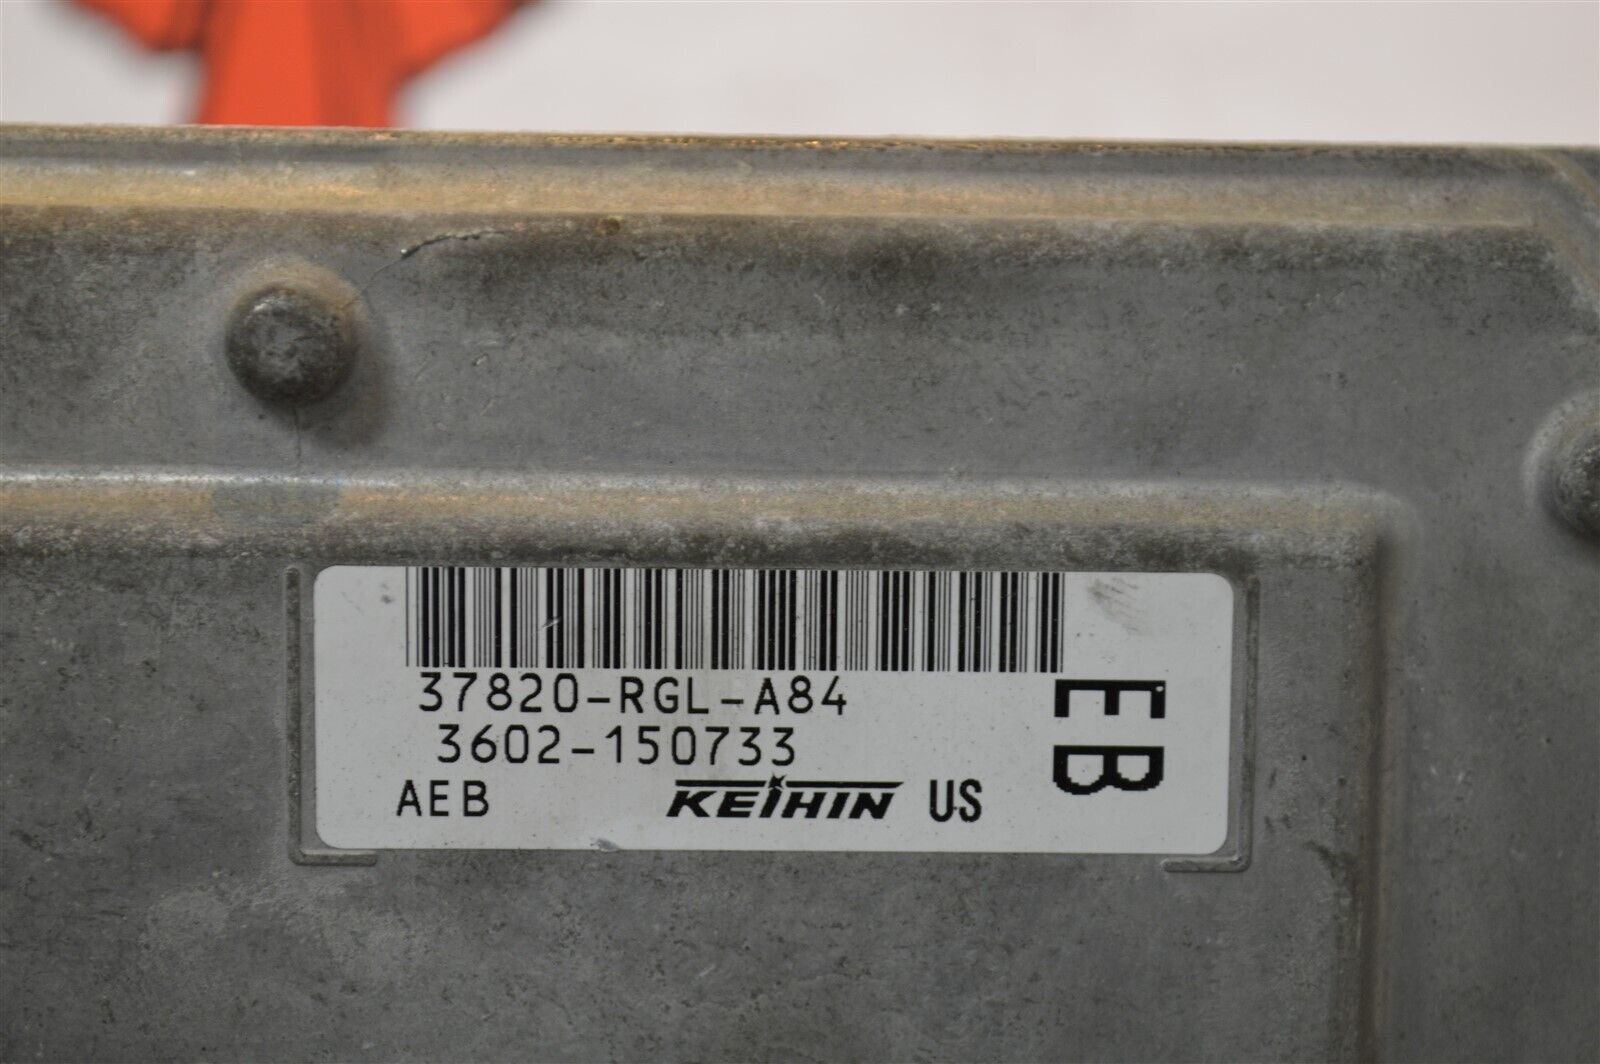 37820-RGL-A84
3602-150733
AEB KEIHIN US
EB